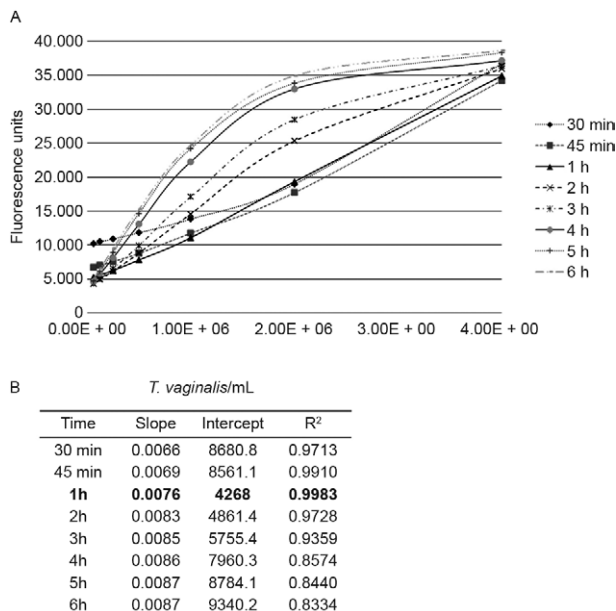 A
40.000
35.000
30.000
25.000
20.000
15.000
10.000
5.000
0
Fluorescence units
0.00E + 00 1.00E + 06 2.00E + 06 3.00E + 00 4.00E + 00
30 min
45 min
1 h
2 h
3 h
4 h
5 h
6 h
B T. vaginalis/mL
Time Slope Intercept R²
30 min 0.0066 8680.8 0.9713
45 min 0.0069 8561.1 0.9910
1h 0.0076 4268 0.9983
2h 0.0083 4861.4 0.9728
3h 0.0085 5755.4 0.9359
4h 0.0086 7960.3 0.8574
5h 0.0087 8784.1 0.8440
6h 0.0087 9340.2 0.8334